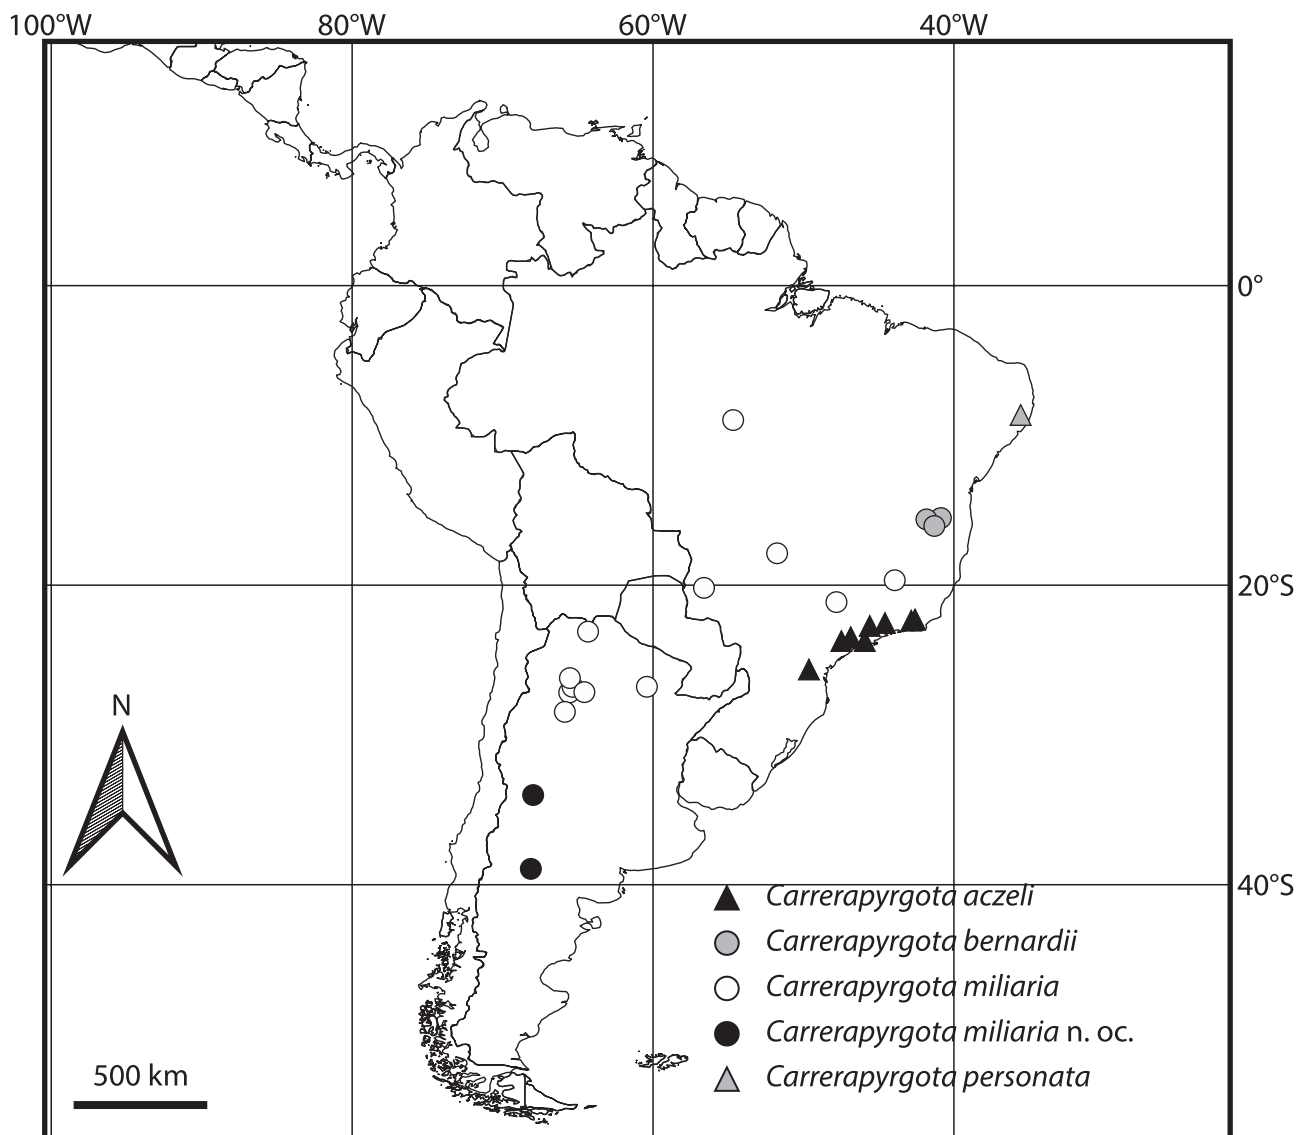 100°W 80°W 60°W 40°W
0°
20°S
N
40°S
Carrerapyrgota aczeli
Carrerapyrgota bernardii
Carrerapyrgota miliaria
Carrerapyrgota miliaria n. oc.
Carrerapyrgota personata
500 km